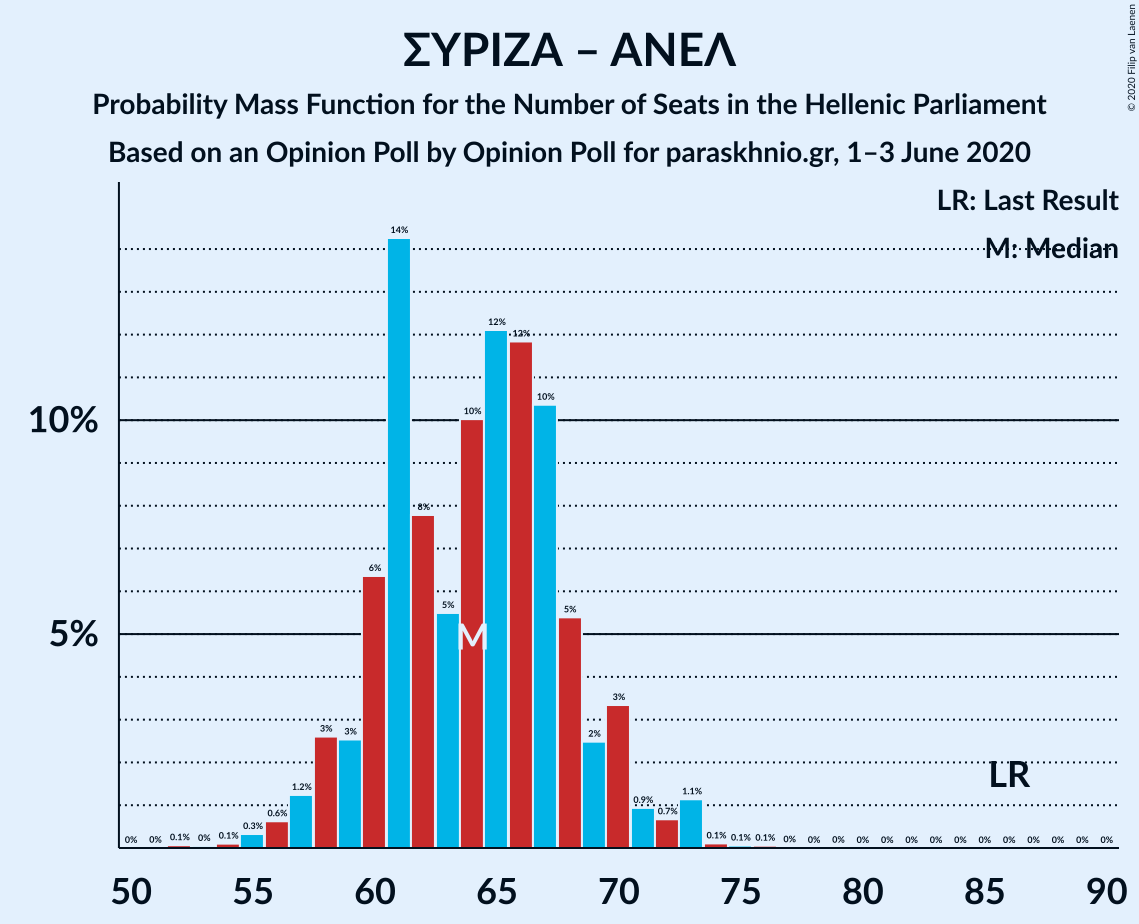 © 2020 Filip van Laenen
ΣΥΡΙΖΑ – ΑΝΕΛ
Probability Mass Function for the Number of Seats in the Hellenic Parliament
Based on an Opinion Poll by Opinion Poll for paraskhnio.gr, 1–3 June 2020
LR: Last Result
M: Median
10%
5%
0% 0% 0.1% 0% 0.1% 0.3% 0.6% 1.2% 3% 3% 6% 14% 8% 5% 10% 12% 12% 10% 5% 2% 3% 0.9% 0.7% 1.1% 0.1% 0.1% 0.1% 0% 0% 0% 0% 0% 0% 0% 0% 0% 0% 0% 0% 0% 0%
M
LR
50 55 60 65 70 75 80 85 90